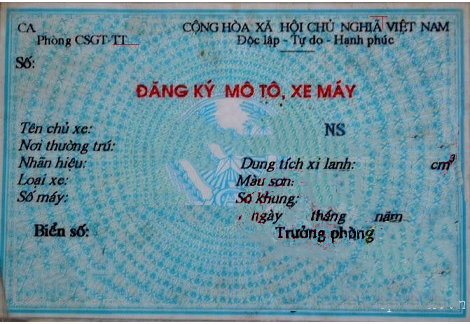 CA
CỘNG HÒA XÃ HỘI CHỦ NGHĨA VIỆT NAM
Phòng CSGT-TT
Độc lập - Tự do - Hạnh phúc
Số:
ĐĂNG KÝ MÔ TÔ, XE MÁY
Tên chủ xe:
NS
Nơi thường trú:
Nhãn hiệu:
Dung tích xi lanh: cm³
Loại xe:
Màu sơn:
Số máy:
Số khung:
, ngày tháng năm
Biển số:
Trưởng phòng